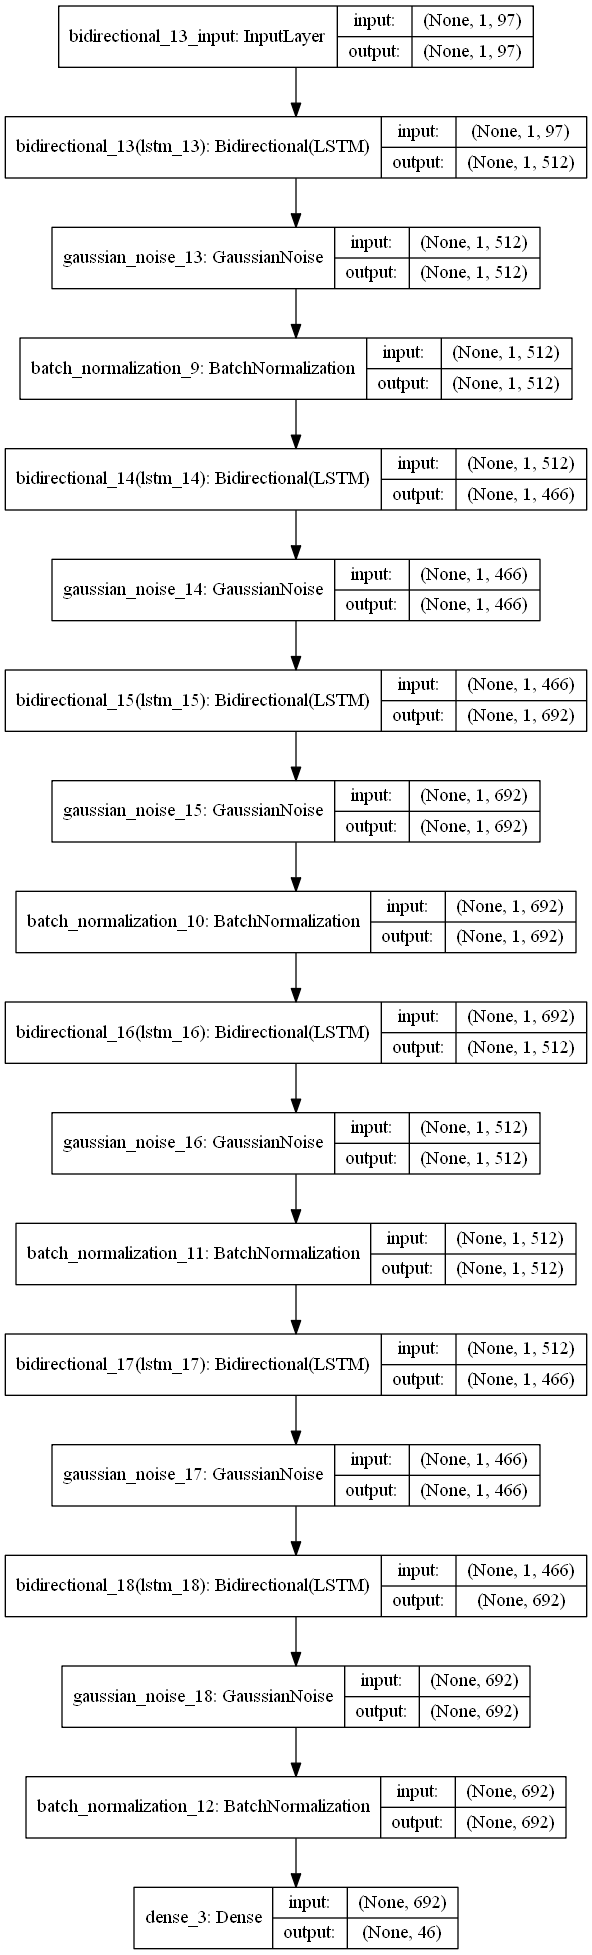 bidirectional_13_input: InputLayer
input: (None, 1, 97)
output: (None, 1, 97)
bidirectional_13(lstm_13): Bidirectional(LSTM)
input: (None, 1, 97)
output: (None, 1, 512)
gaussian_noise_13: GaussianNoise
input: (None, 1, 512)
output: (None, 1, 512)
batch_normalization_9: BatchNormalization
input: (None, 1, 512)
output: (None, 1, 512)
bidirectional_14(lstm_14): Bidirectional(LSTM)
input: (None, 1, 512)
output: (None, 1, 466)
gaussian_noise_14: GaussianNoise
input: (None, 1, 466)
output: (None, 1, 466)
bidirectional_15(lstm_15): Bidirectional(LSTM)
input: (None, 1, 466)
output: (None, 1, 692)
gaussian_noise_15: GaussianNoise
input: (None, 1, 692)
output: (None, 1, 692)
batch_normalization_10: BatchNormalization
input: (None, 1, 692)
output: (None, 1, 692)
bidirectional_16(lstm_16): Bidirectional(LSTM)
input: (None, 1, 692)
output: (None, 1, 512)
gaussian_noise_16: GaussianNoise
input: (None, 1, 512)
output: (None, 1, 512)
batch_normalization_11: BatchNormalization
input: (None, 1, 512)
output: (None, 1, 512)
bidirectional_17(lstm_17): Bidirectional(LSTM)
input: (None, 1, 512)
output: (None, 1, 466)
gaussian_noise_17: GaussianNoise
input: (None, 1, 466)
output: (None, 1, 466)
bidirectional_18(lstm_18): Bidirectional(LSTM)
input: (None, 1, 466)
output: (None, 692)
gaussian_noise_18: GaussianNoise
input: (None, 692)
output: (None, 692)
batch_normalization_12: BatchNormalization
input: (None, 692)
output: (None, 692)
dense_3: Dense
input: (None, 692)
output: (None, 46)